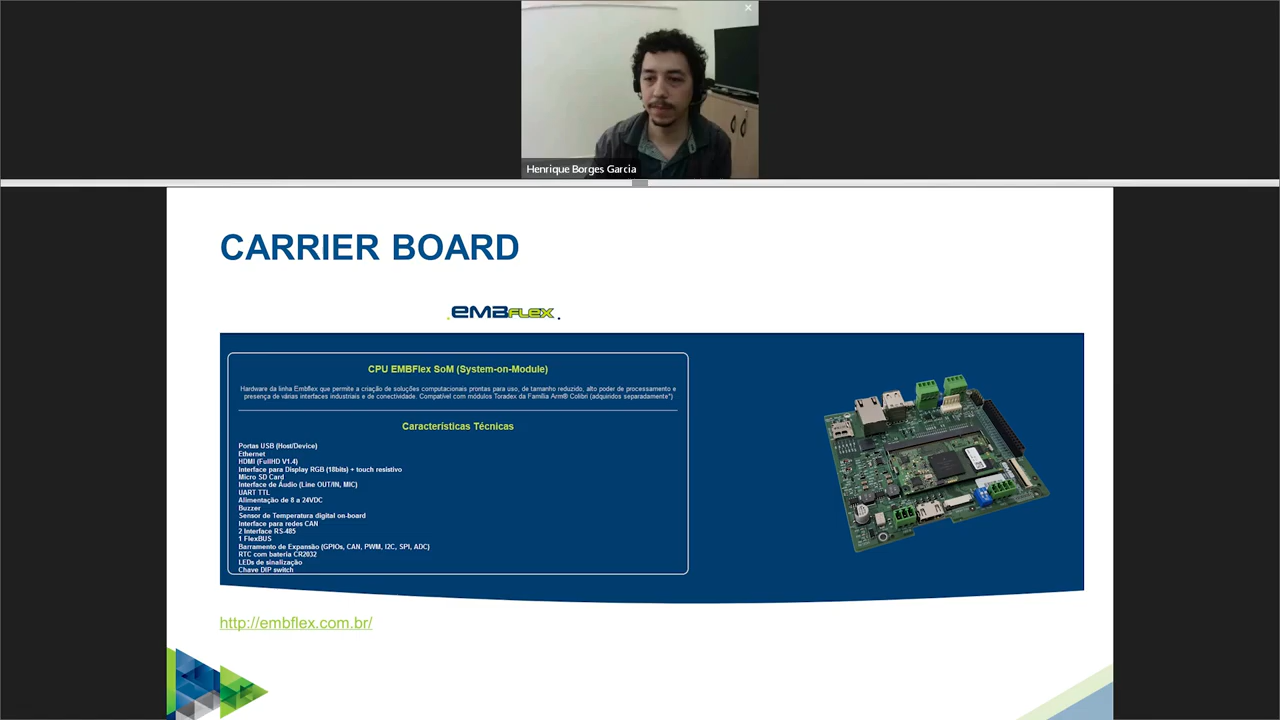 Henrique Borges Garcia
CARRIER BOARD
EMBFLEX
CPU EMBFlex SoM (System-on-Module)
Hardware da linha Embflex que permite a criação de soluções computacionais prontas para uso, de tamanho reduzido, alto poder de processamento e
presença de várias interfaces industriais e de conectividade. Compatível com módulos Toradex da Família Arm® Colibri (adquiridos separadamente*)
Características Técnicas
Portas USB (Host/Device)
Ethernet
HDMI (FullHD V1.4)
Interface para Display RGB (18bits) + touch resistivo
Micro SD Card
Interface de Áudio (Line OUT/IN, MIC)
UART TTL
Alimentação de 8 a 24VDC
Buzzer
Sensor de Temperatura digital on-board
Interface para redes CAN
2 Interface RS-485
1 FlexBUS
Barramento de Expansão (GPIOs, CAN, PWM, I2C, SPI, ADC)
RTC com bateria CR2032
LEDs de sinalização
Chave DIP switch
http://embflex.com.br/